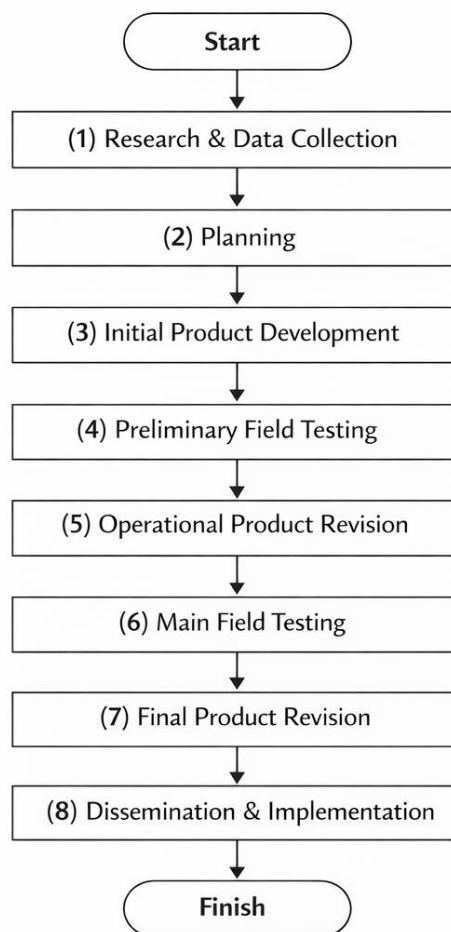 Start
(1) Research & Data Collection
(2) Planning
(3) Initial Product Development
(4) Preliminary Field Testing
(5) Operational Product Revision
(6) Main Field Testing
(7) Final Product Revision
(8) Dissemination & Implementation
Finish